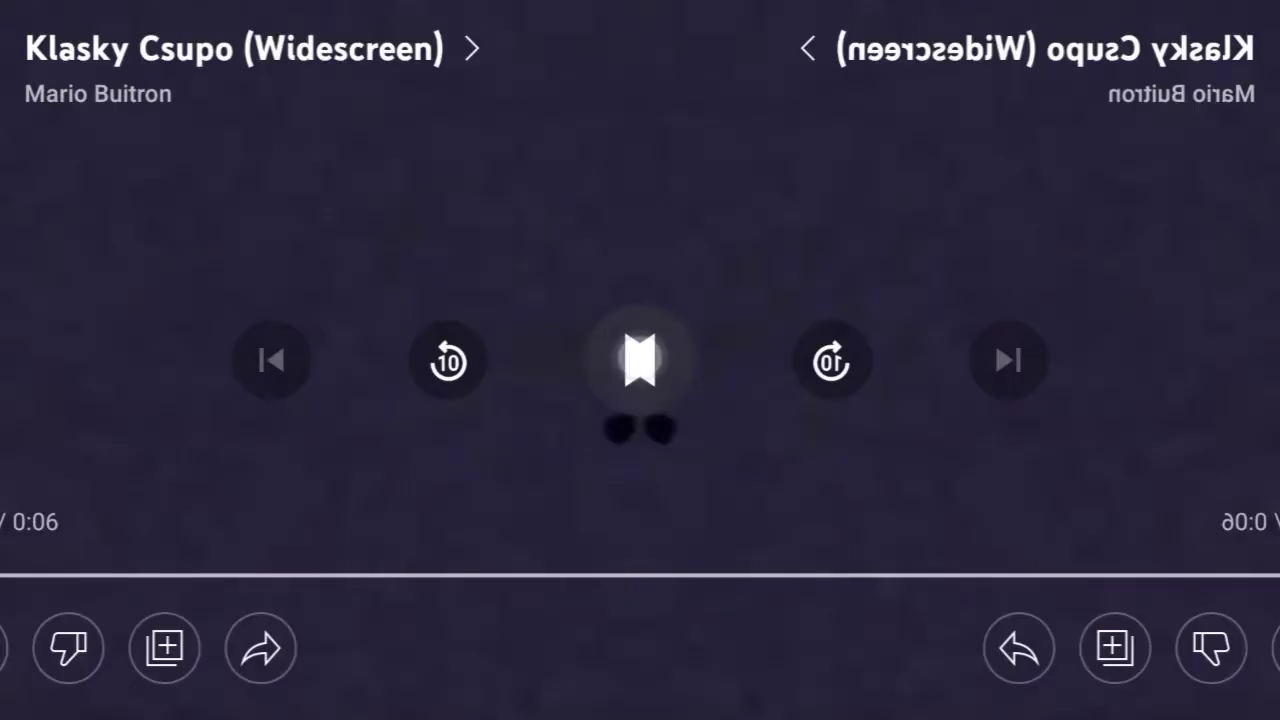 Klasky Csupo (Widescreen)
Klasky Csupo (Widescreen)
Mario Buitron
Mario Buitron
10
10
/ 0:06
/ 0:06